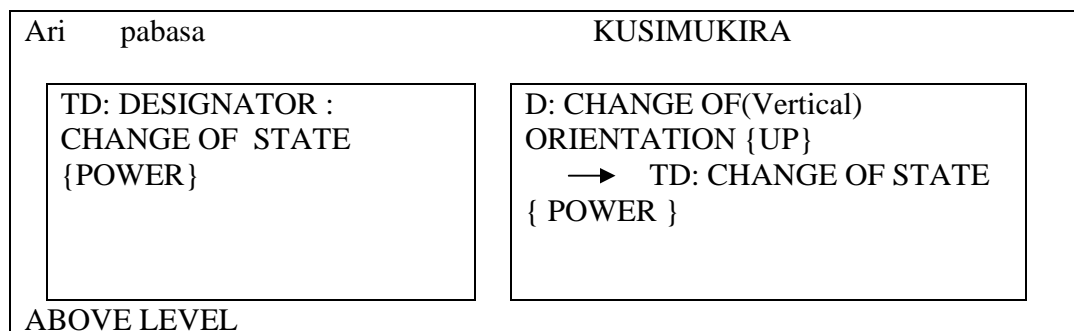 Ari pabasa KUSIMUKIRA
TD: DESIGNATOR :
CHANGE OF STATE
{POWER}
D: CHANGE OF(Vertical)
ORIENTATION {UP}
→ TD: CHANGE OF STATE
{ POWER }
ABOVE LEVEL